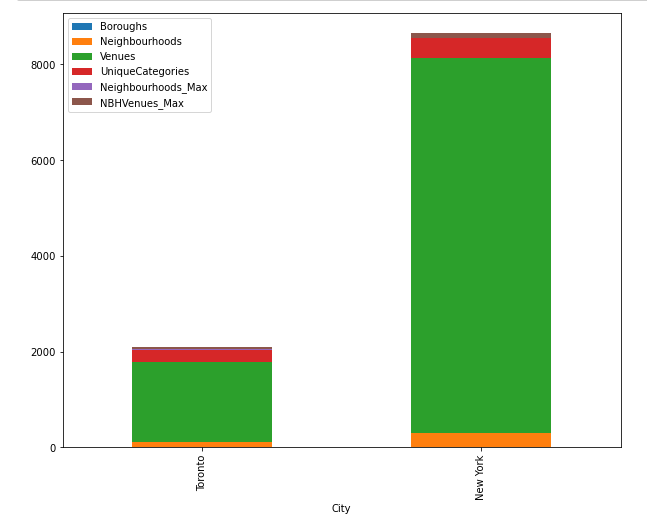 Boroughs
Neighbourhoods
Venues
UniqueCategories
Neighbourhoods_Max
NBHVenues_Max
8000
6000
4000
2000
0
Toronto
New York
City